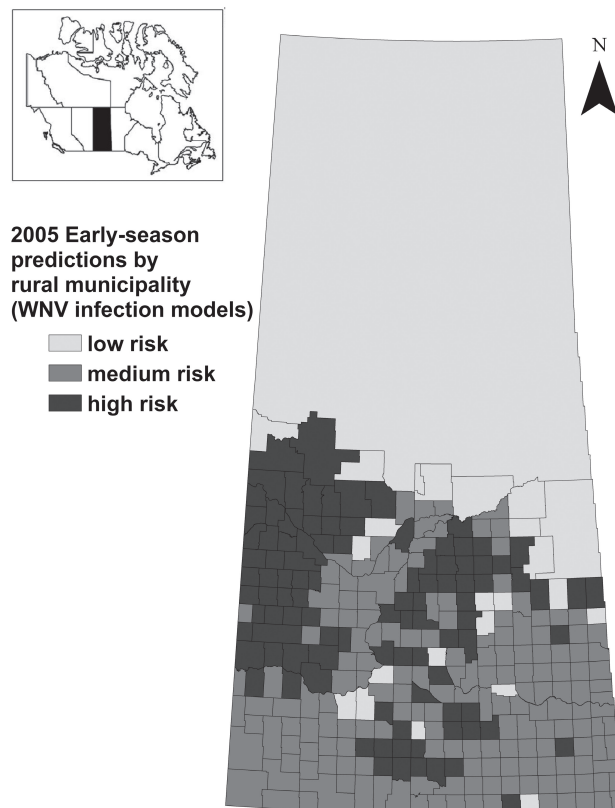 N
2005 Early-season
predictions by
rural municipality
(WNV infection models)
low risk
medium risk
high risk